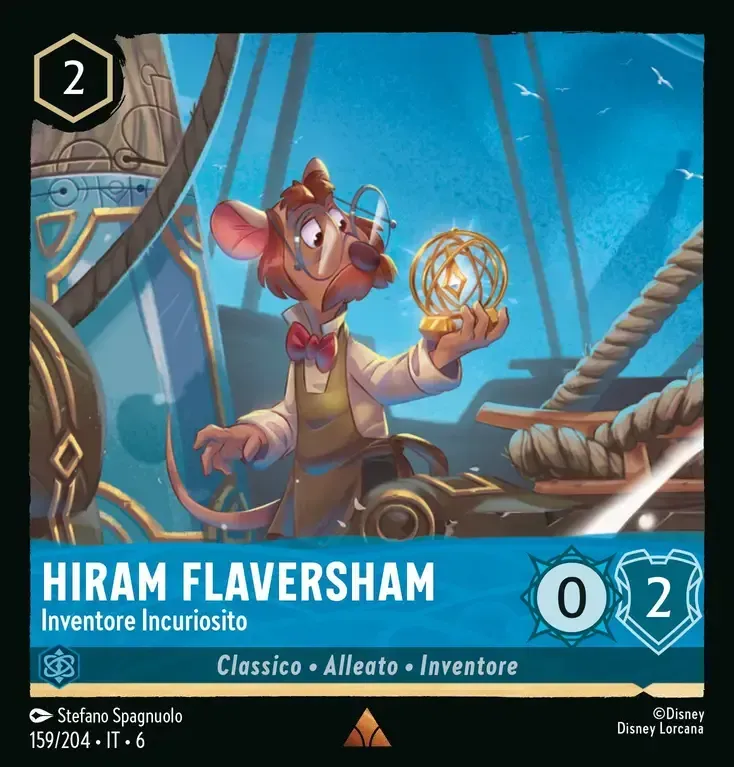 2
HIRAM FLAVERSHAM
Inventore Incuriosito
0
2
Classico • Alleato • Inventore
Stefano Spagnuolo
159/204 • IT • 6
©Disney
Disney Lorcana